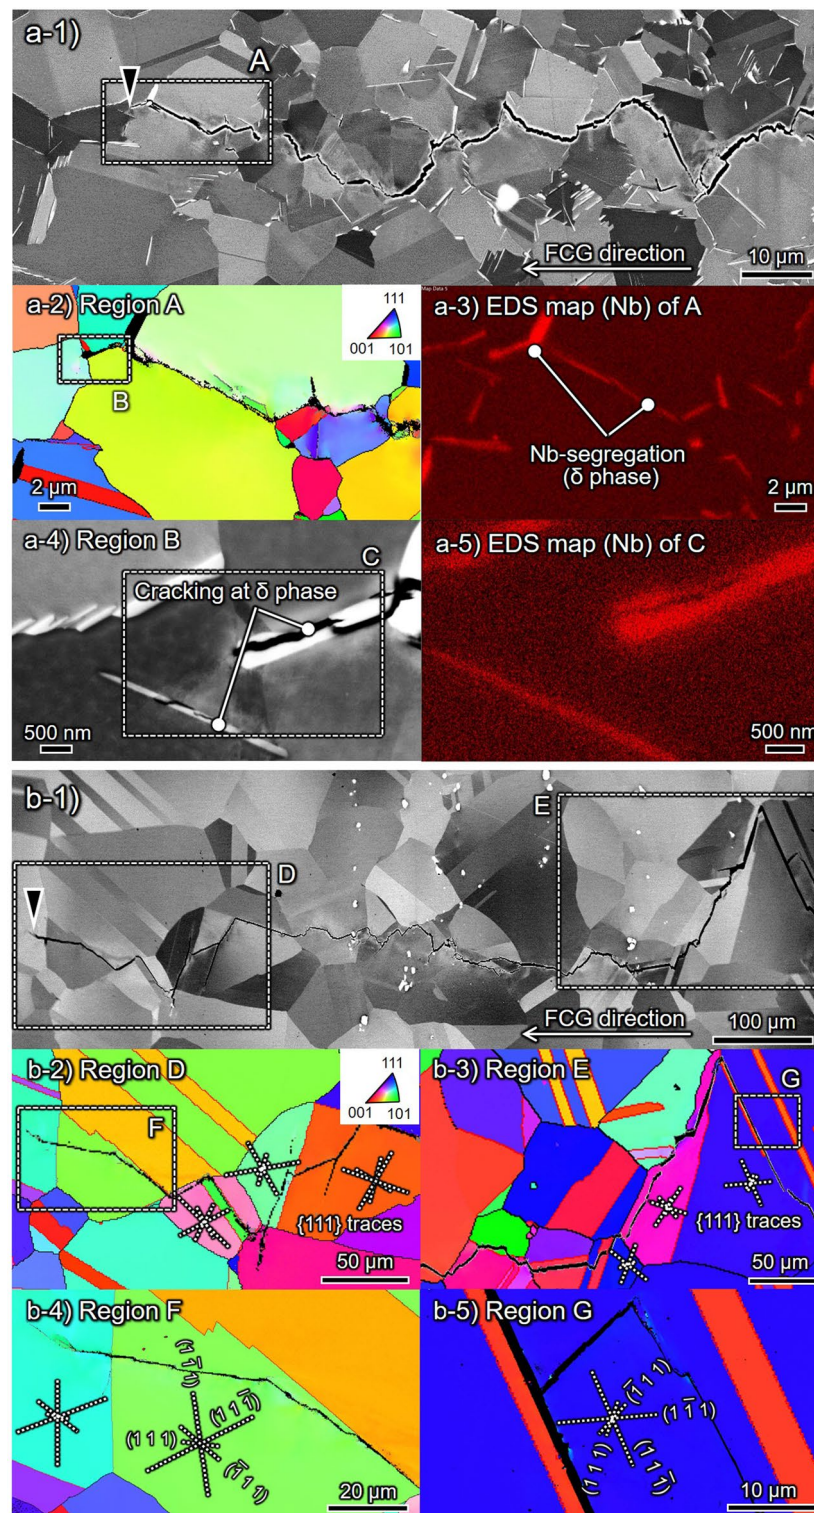 a-1)
A
FCG direction
10 μm
a-2) Region A
111
001 101
B
2 μm
Map Data 5
a-3) EDS map (Nb) of A
Nb-segregation
(δ phase)
2 μm
a-4) Region B
C
Cracking at δ phase
500 nm
a-5) EDS map (Nb) of C
500 nm
b-1)
E
D
FCG direction
100 μm
b-2) Region D
111
001 101
F
{111} traces
50 μm
b-3) Region E
G
{111} traces
50 μm
b-4) Region F
(1 1̅ 1)
(1 1 1̅)
(1 1 1)
(1̅ 1 1)
20 μm
b-5) Region G
(1̅ 1 1)
(1 1̅ 1)
(1 1 1)
(1 1 1̅)
10 μm